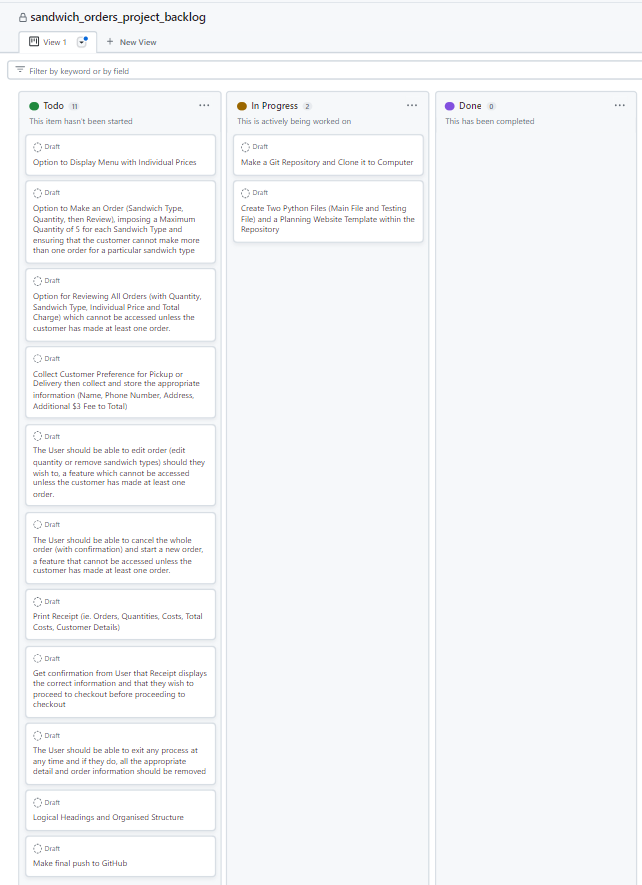 sandwich_orders_project_backlog
View 1
New View
Filter by keyword or by field
Todo 11
This item hasn't been started
Draft
Option to Display Menu with Individual Prices
Draft
Option to Make an Order (Sandwich Type,
Quantity, then Review), imposing a Maximum
Quantity of 5 for each Sandwich Type and
ensuring that the customer cannot make more
than one order for a particular sandwich type
Draft
Option for Reviewing All Orders (with Quantity,
Sandwich Type, Individual Price and Total
Charge) which cannot be accessed unless the
customer has made at least one order.
Draft
Collect Customer Preference for Pickup or
Delivery then collect and store the appropriate
information (Name, Phone Number, Address,
Additional $3 Fee to Total)
Draft
The User should be able to edit order (edit
quantity or remove sandwich types) should they
wish to, a feature which cannot be accessed
unless the customer has made at least one
order.
Draft
The User should be able to cancel the whole
order (with confirmation) and start a new order,
a feature that cannot be accessed unless the
customer has made at least one order.
Draft
Print Receipt (ie. Orders, Quantities, Costs, Total
Costs, Customer Details)
Draft
Get confirmation from User that Receipt displays
the correct information and that they wish to
proceed to checkout before proceeding to
checkout
Draft
The User should be able to exit any process at
any time and if they do, all the appropriate
detail and order information should be removed
Draft
Logical Headings and Organised Structure
Draft
Make final push to GitHub
In Progress 2
This is actively being worked on
Draft
Make a Git Repository and Clone it to Computer
Draft
Create Two Python Files (Main File and Testing
File) and a Planning Website Template within the
Repository
Done 0
This has been completed